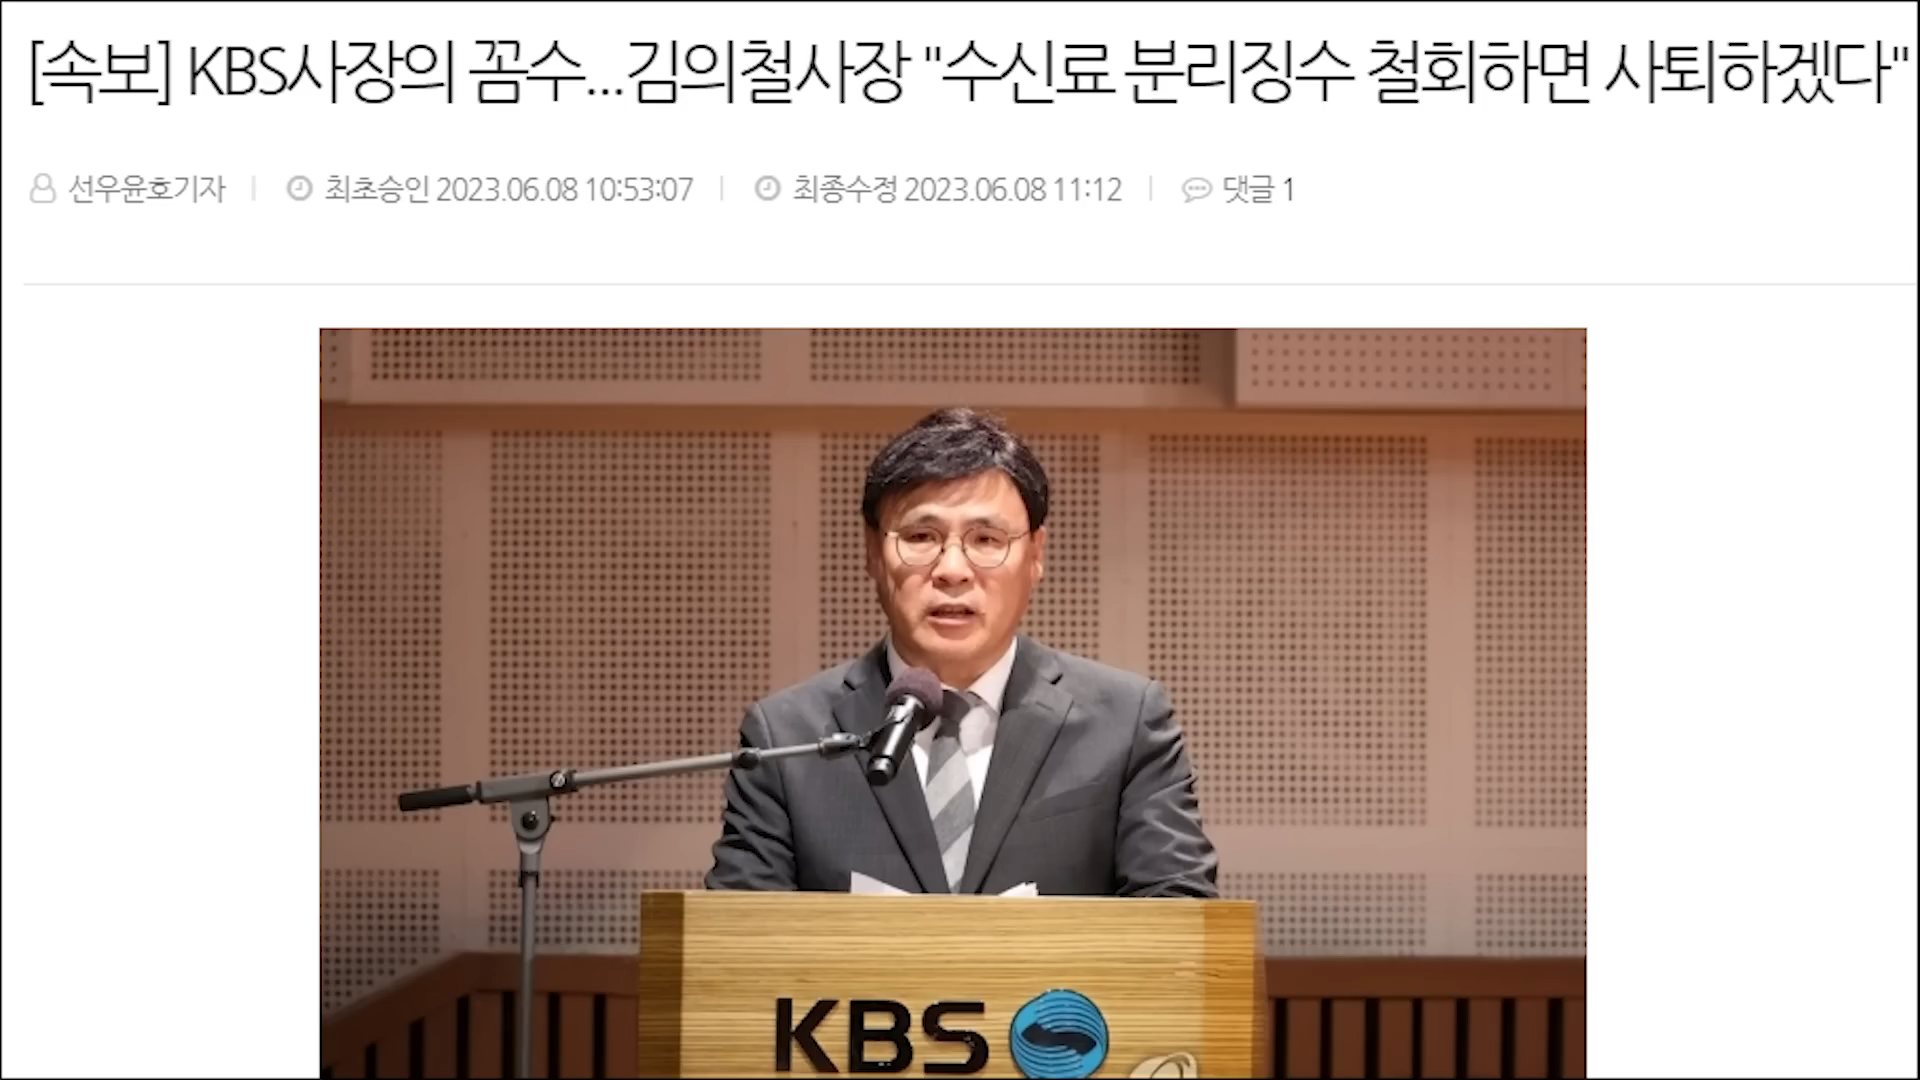 [속보] KBS사장의 꼼수...김의철사장 "수신료 분리징수 철회하면 사퇴하겠다"
선우윤호기자 최초승인 2023.06.08 10:53:07 최종수정 2023.06.08 11:12 댓글 1
KBS